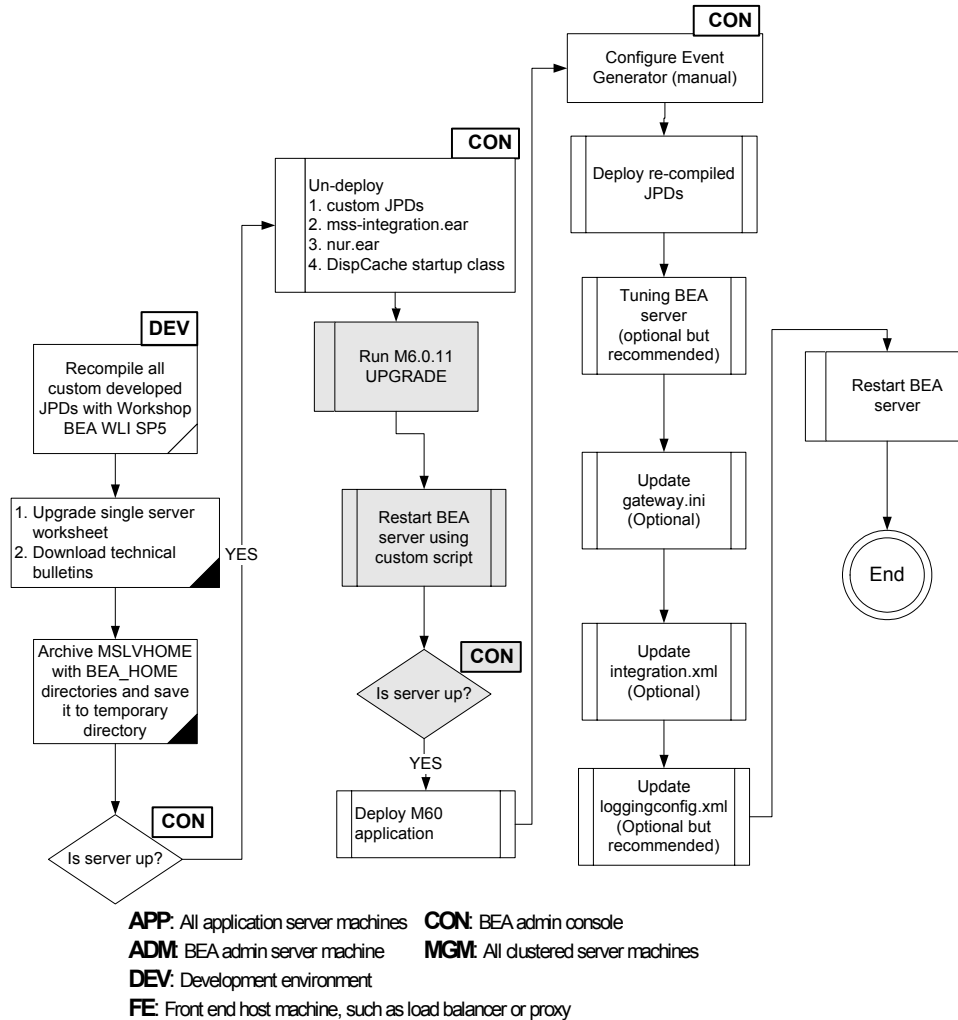 DEV
Recompile all
custom developed
JPDs with Workshop
BEA WLI SP5
1. Upgrade single server
worksheet
2. Download technical
bulletins
Archive MSLVHOME
with BEA_HOME
directories and save
it to temporary
directory
CON
Is server up?
YES
CON
Un-deploy
1. custom JPDs
2. mss-integration.ear
3. nur.ear
4. DispCache startup class
Run M6.0.11
UPGRADE
Restart BEA
server using
custom script
CON
Is server up?
YES
Deploy M60
application
CON
Configure Event
Generator (manual)
Deploy re-compiled
JPDs
Tuning BEA
server
(optional but
recommended)
Update
gateway.ini
(Optional)
Update
integration.xml
(Optional)
Update
loggingconfig.xml
(Optional but
recommended)
Restart BEA
server
End
APP: All application server machines CON: BEA admin console
ADM: BEA admin server machine MGM: All clustered server machines
DEV: Development environment
FE: Front end host machine, such as load balancer or proxy